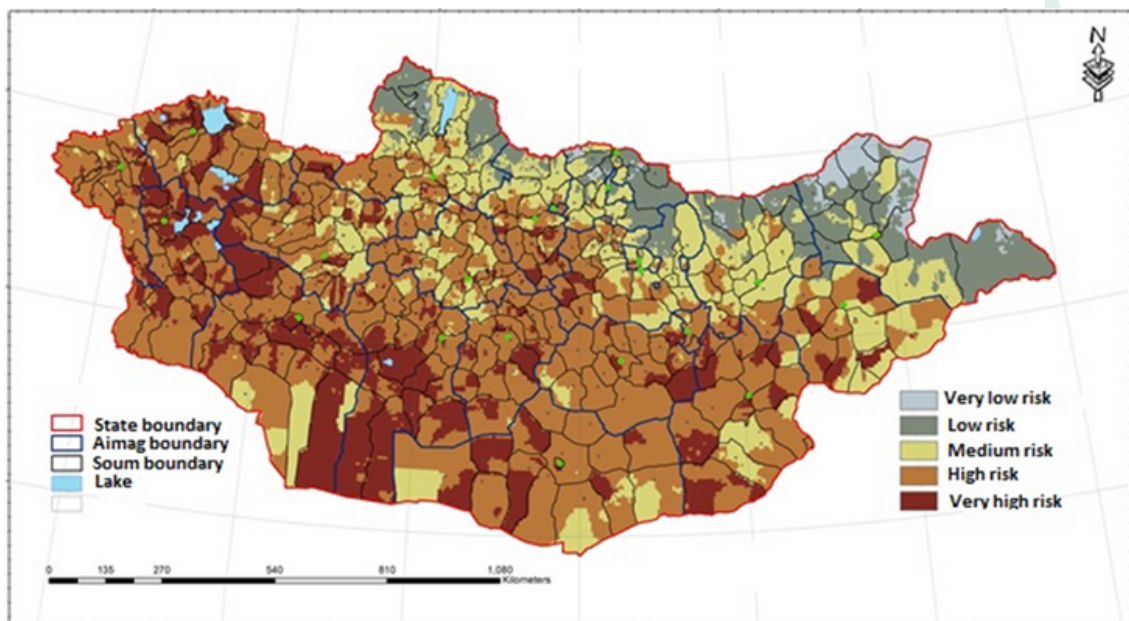 N
State boundary
Aimag boundary
Soum boundary
Lake
Very low risk
Low risk
Medium risk
High risk
Very high risk
0 135 270 540 810 1,080
Kilometers